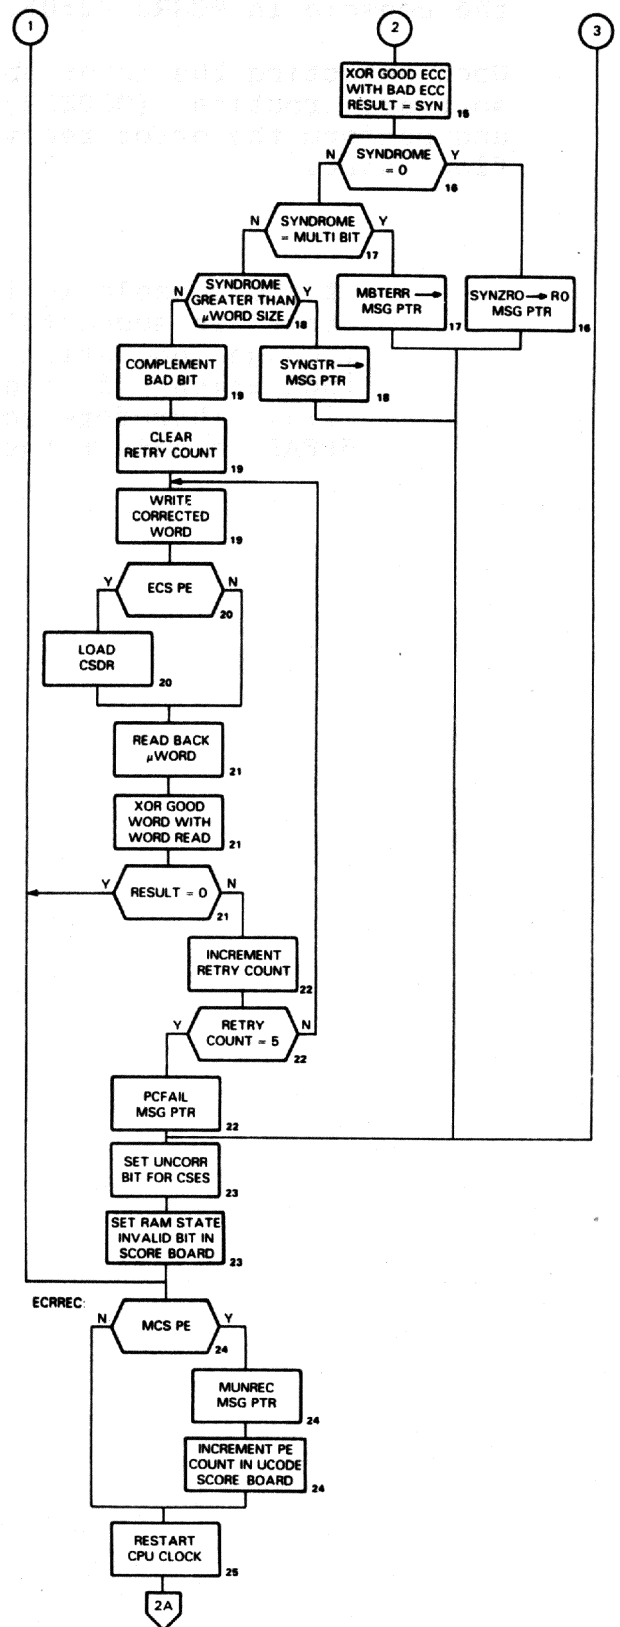 1
2
3
XOR GOOD ECC
WITH BAD ECC
RESULT = SYN
15
N
SYNDROME
= 0
Y
16
N
SYNDROME
= MULTI BIT
Y
17
N
SYNDROME
GREATER THAN
μWORD SIZE
Y
18
MBTERR →
MSG PTR
17
SYNZRO → R0
MSG PTR
16
COMPLEMENT
BAD BIT
19
SYNGTR →
MSG PTR
18
CLEAR
RETRY COUNT
19
WRITE
CORRECTED
WORD
19
Y
ECS PE
N
20
LOAD
CSDR
20
READ BACK
μWORD
21
XOR GOOD
WORD WITH
WORD READ
21
Y
RESULT = 0
N
21
INCREMENT
RETRY COUNT
22
Y
RETRY
COUNT = 5
N
22
PCFAIL
MSG PTR
22
SET UNCORR
BIT FOR CSES
23
SET RAM STATE
INVALID BIT IN
SCORE BOARD
23
ECRREC:
N
MCS PE
Y
24
MUNREC
MSG PTR
24
INCREMENT PE
COUNT IN UCODE
SCORE BOARD
24
RESTART
CPU CLOCK
25
2A